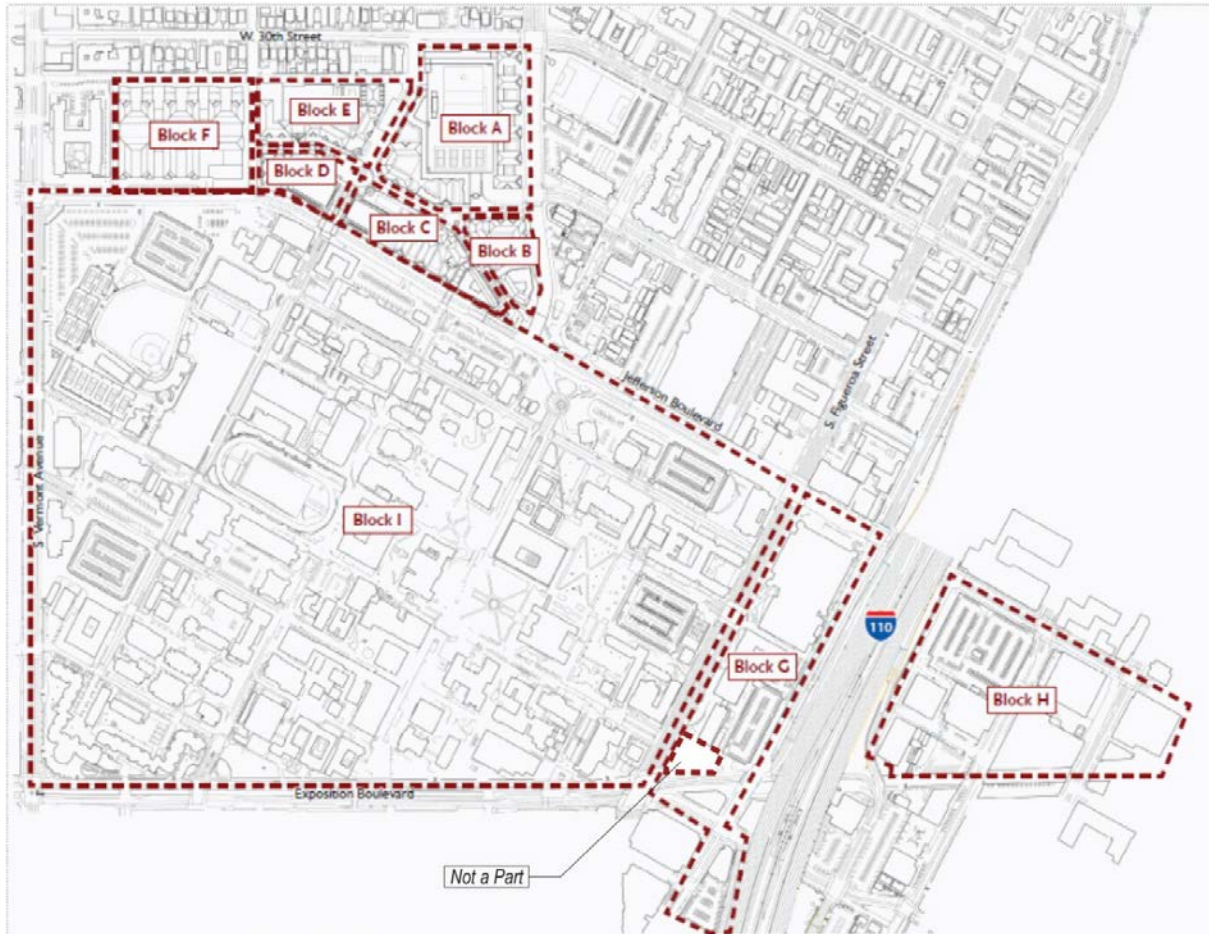 W. 30th Street
Block E
Block A
Block F
Block D
Block C
Block B
Jefferson Boulevard
S. Figueroa Street
S. Vermont Avenue
Block I
110
Block G
Block H
Exposition Boulevard
Not a Part